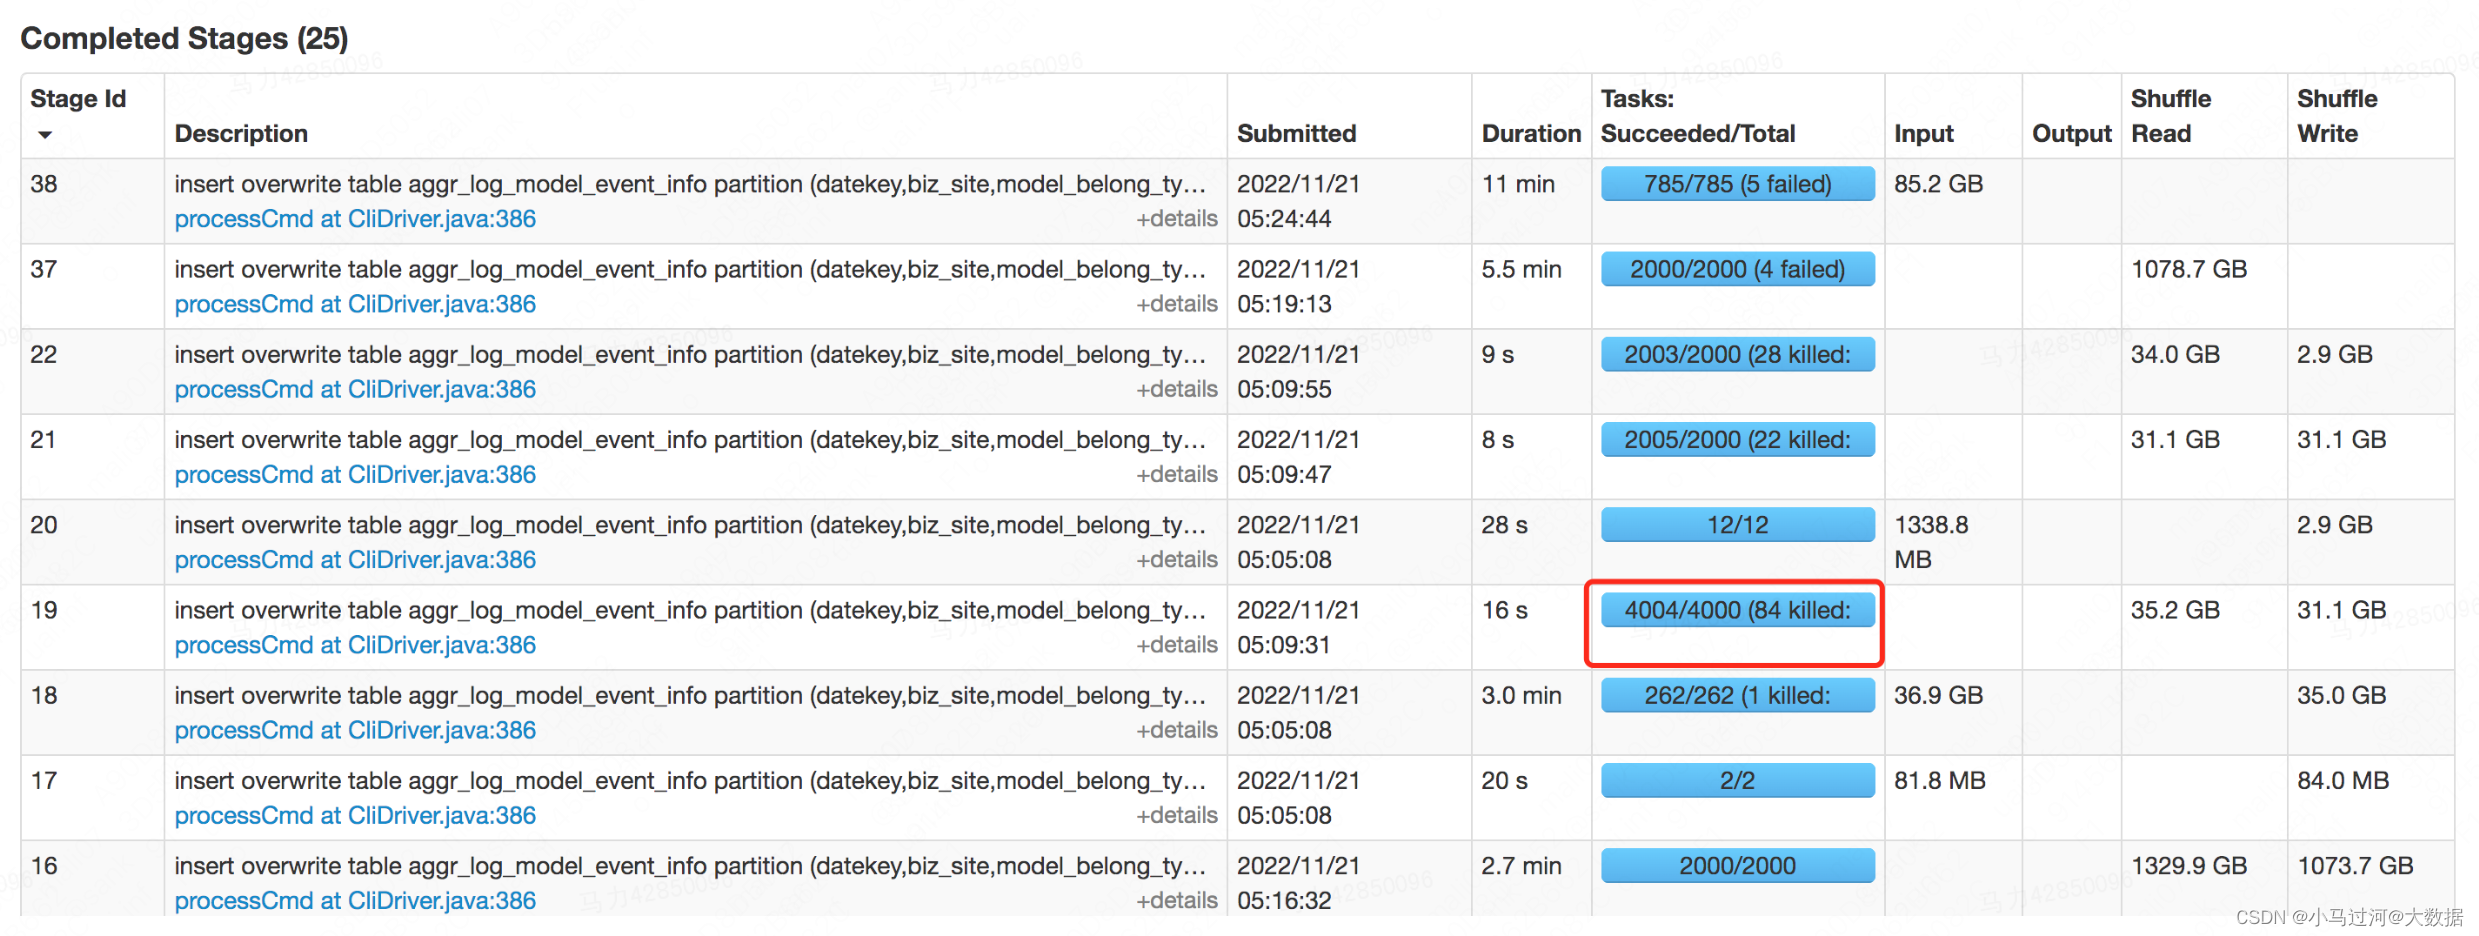 Completed Stages (25)
Stage Id Description Submitted Duration Tasks: Succeeded/Total Input Output Shuffle Read Shuffle Write
38 insert overwrite table aggr_log_model_event_info partition (datekey,biz_site,model_belong_ty... 2022/11/21 11 min 785/785 (5 failed) 85.2 GB
processCmd at CliDriver.java:386 +details 05:24:44
37 insert overwrite table aggr_log_model_event_info partition (datekey,biz_site,model_belong_ty... 2022/11/21 5.5 min 2000/2000 (4 failed) 1078.7 GB
processCmd at CliDriver.java:386 +details 05:19:13
22 insert overwrite table aggr_log_model_event_info partition (datekey,biz_site,model_belong_ty... 2022/11/21 9 s 2003/2000 (28 killed: 34.0 GB 2.9 GB
processCmd at CliDriver.java:386 +details 05:09:55
21 insert overwrite table aggr_log_model_event_info partition (datekey,biz_site,model_belong_ty... 2022/11/21 8 s 2005/2000 (22 killed: 31.1 GB 31.1 GB
processCmd at CliDriver.java:386 +details 05:09:47
20 insert overwrite table aggr_log_model_event_info partition (datekey,biz_site,model_belong_ty... 2022/11/21 28 s 12/12 1338.8 2.9 GB
processCmd at CliDriver.java:386 +details 05:05:08 MB
19 insert overwrite table aggr_log_model_event_info partition (datekey,biz_site,model_belong_ty... 2022/11/21 16 s 4004/4000 (84 killed: 35.2 GB 31.1 GB
processCmd at CliDriver.java:386 +details 05:09:31
18 insert overwrite table aggr_log_model_event_info partition (datekey,biz_site,model_belong_ty... 2022/11/21 3.0 min 262/262 (1 killed: 36.9 GB 35.0 GB
processCmd at CliDriver.java:386 +details 05:05:08
17 insert overwrite table aggr_log_model_event_info partition (datekey,biz_site,model_belong_ty... 2022/11/21 20 s 2/2 81.8 MB 84.0 MB
processCmd at CliDriver.java:386 +details 05:05:08
16 insert overwrite table aggr_log_model_event_info partition (datekey,biz_site,model_belong_ty... 2022/11/21 2.7 min 2000/2000 1329.9 GB 1073.7 GB
processCmd at CliDriver.java:386 +details 05:16:32
CSDN @小马过河@大数据